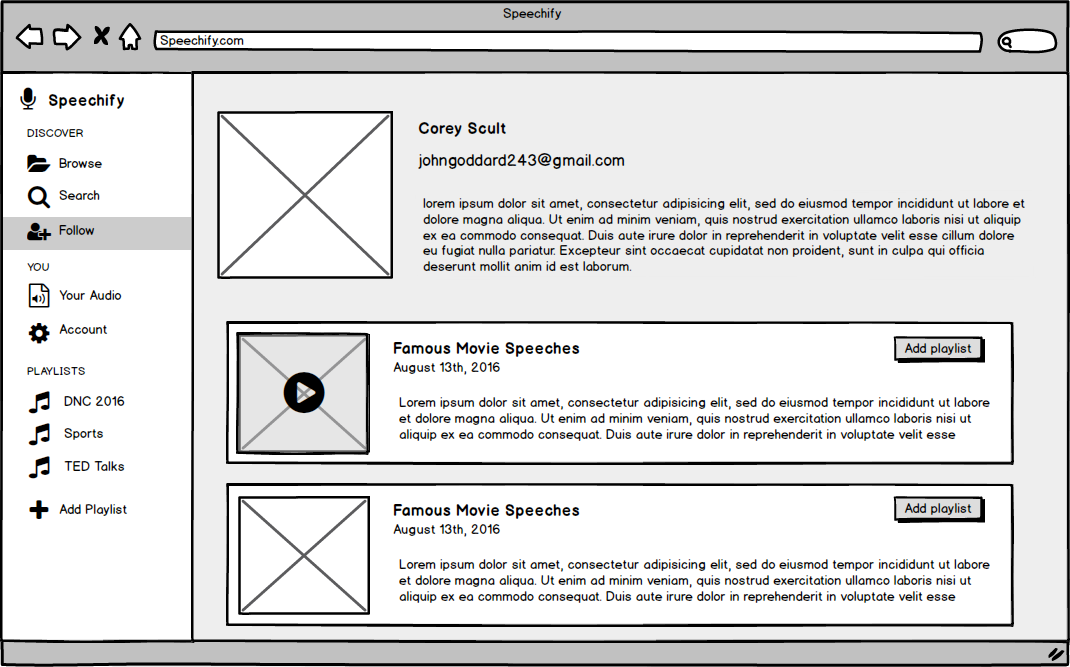 Speechify
Speechify.com
Speechify
DISCOVER
Browse
Search
Follow
YOU
Your Audio
Account
PLAYLISTS
DNC 2016
Sports
TED Talks
Add Playlist
Corey Scult
johngoddard243@gmail.com
lorem ipsum dolor sit amet, consectetur adipisicing elit, sed do eiusmod tempor incididunt ut labore et
dolore magna aliqua. Ut enim ad minim veniam, quis nostrud exercitation ullamco laboris nisi ut aliquip
ex ea commodo consequat. Duis aute irure dolor in reprehenderit in voluptate velit esse cillum dolore
eu fugiat nulla pariatur. Excepteur sint occaecat cupidatat non proident, sunt in culpa qui officia
deserunt mollit anim id est laborum.
Famous Movie Speeches
Add playlist
August 13th, 2016
Lorem ipsum dolor sit amet, consectetur adipisicing elit, sed do eiusmod tempor incididunt ut labore
et dolore magna aliqua. Ut enim ad minim veniam, quis nostrud exercitation ullamco laboris nisi ut
aliquip ex ea commodo consequat. Duis aute irure dolor in reprehenderit in voluptate velit esse
Famous Movie Speeches
Add playlist
August 13th, 2016
Lorem ipsum dolor sit amet, consectetur adipisicing elit, sed do eiusmod tempor incididunt ut labore
et dolore magna aliqua. Ut enim ad minim veniam, quis nostrud exercitation ullamco laboris nisi ut
aliquip ex ea commodo consequat. Duis aute irure dolor in reprehenderit in voluptate velit esse